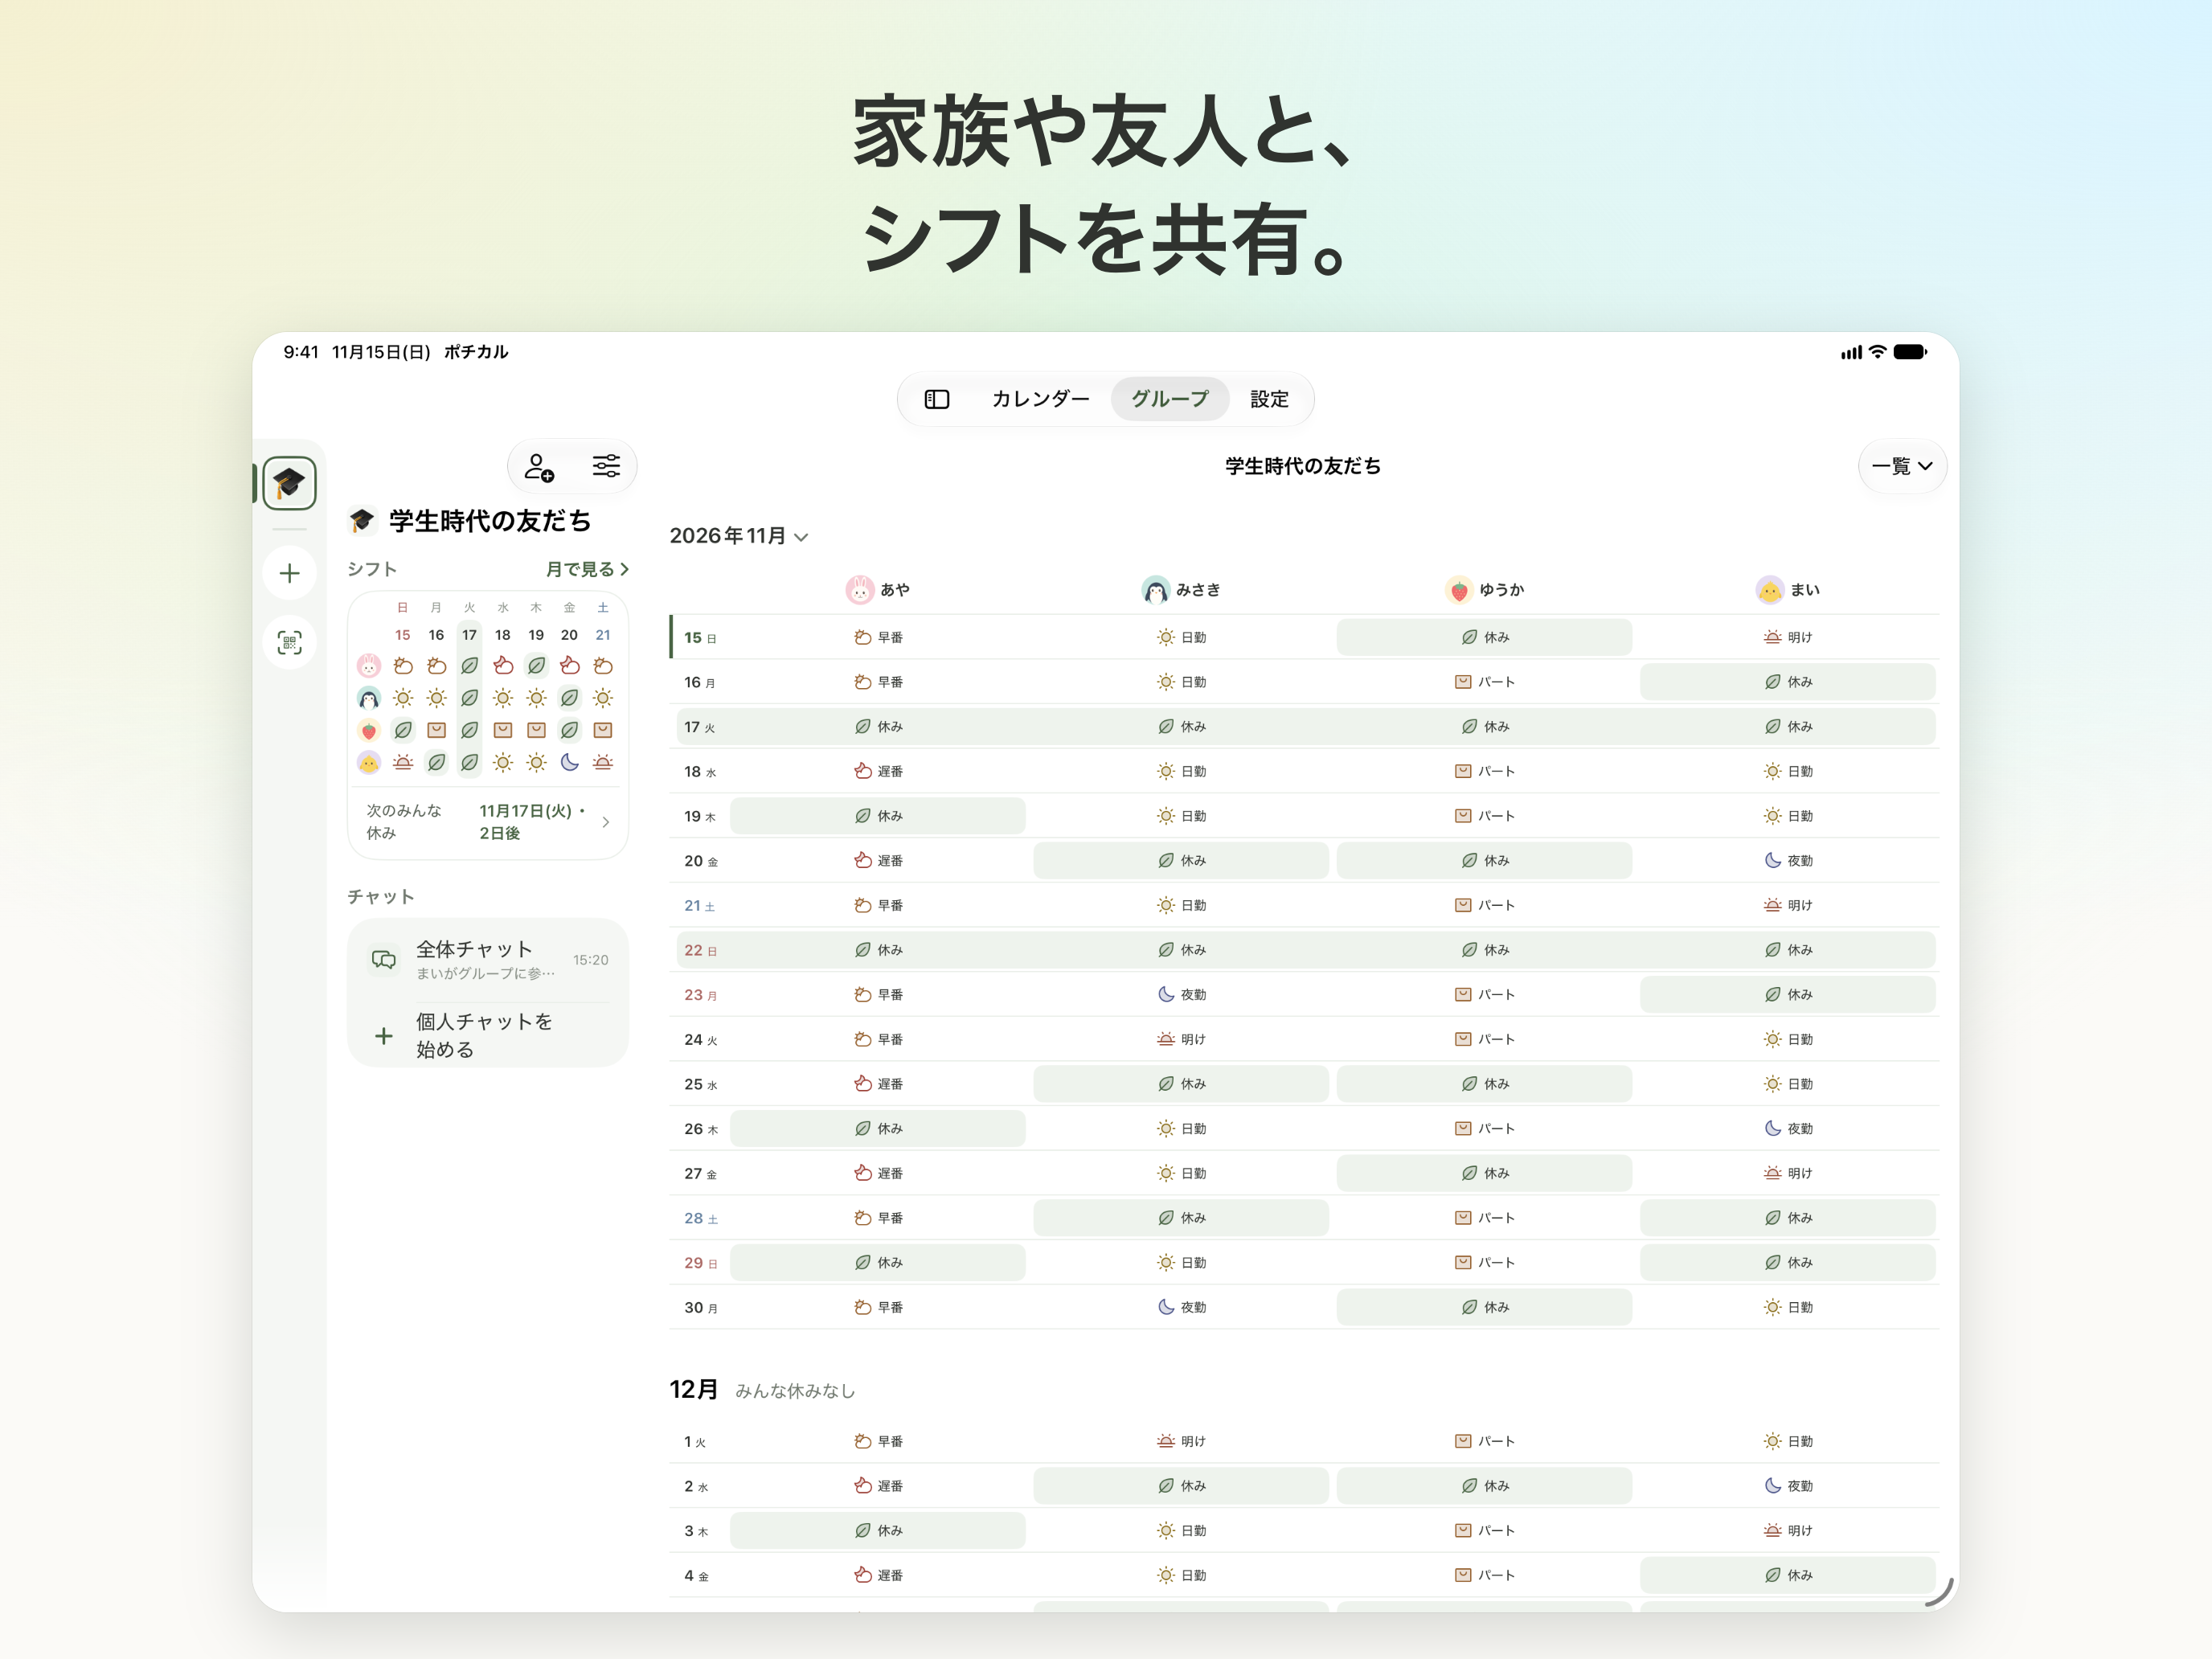 家族や友人と、
シフトを共有。
9:41 11月15日(日) ポチカル
カレンダー グループ 設定
学生時代の友だち
一覧
学生時代の友だち
シフト 月で見る
日 月 火 水 木 金 土
15 16 17 18 19 20 21
次のみんな
休み
11月17日(火)・
2日後
チャット
全体チャット
まいがグループに参… 15:20
個人チャットを
始める
2026年11月
あや みさき ゆうか まい
15 日 早番 日勤 休み 明け
16 月 早番 日勤 パート 休み
17 火 休み 休み 休み 休み
18 水 遅番 日勤 パート 日勤
19 木 休み 日勤 パート 日勤
20 金 遅番 休み 休み 夜勤
21 土 早番 日勤 パート 明け
22 日 休み 休み 休み 休み
23 月 早番 夜勤 パート 休み
24 火 早番 明け パート 日勤
25 水 遅番 休み 休み 日勤
26 木 休み 日勤 パート 夜勤
27 金 遅番 日勤 休み 明け
28 土 早番 休み パート 休み
29 日 休み 日勤 パート 休み
30 月 早番 夜勤 休み 日勤
12月 みんな休みなし
1 火 早番 明け パート 日勤
2 水 遅番 休み 休み 夜勤
3 木 休み 日勤 パート 明け
4 金 遅番 日勤 パート 休み